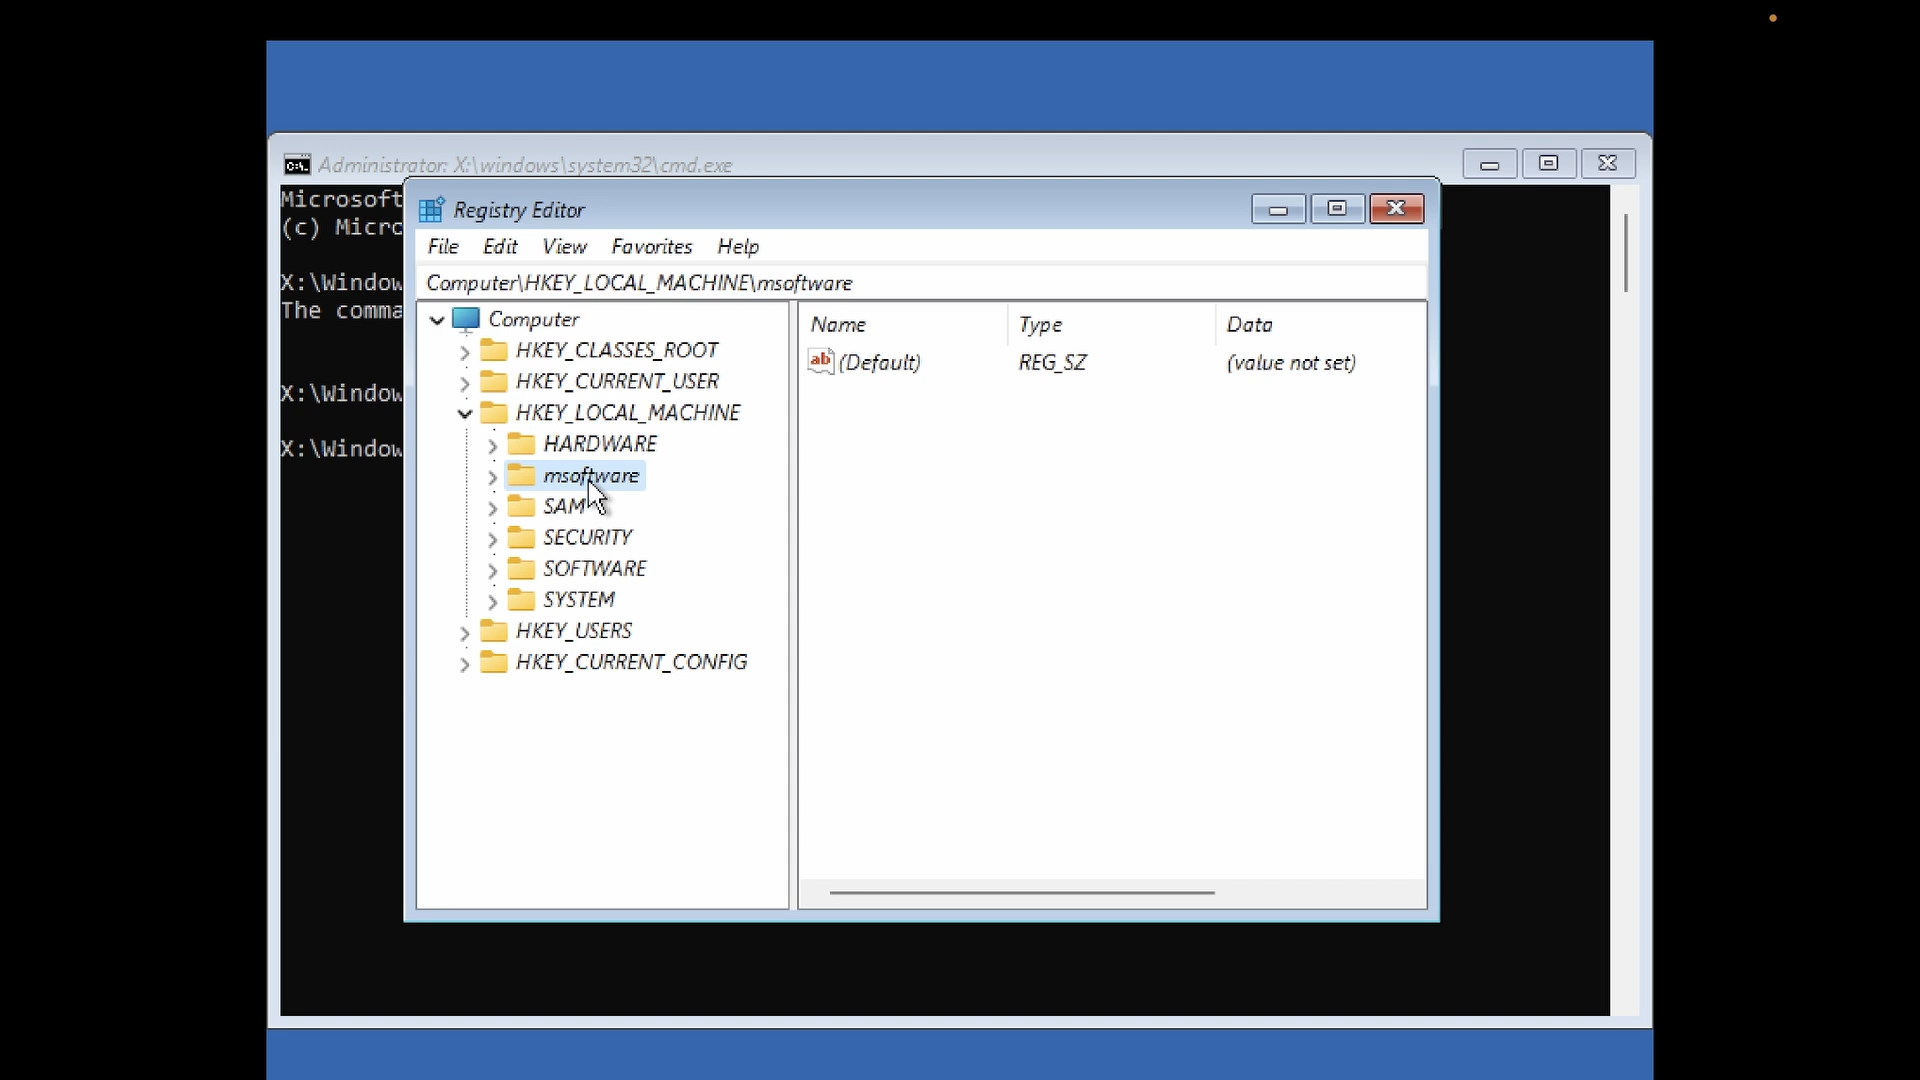 Administrator: X:\windows\system32\cmd.exe
Microsoft
(c) Micro
X:\Window
The comma
X:\Window
X:\Window
Registry Editor
File Edit View Favorites Help
Computer\HKEY_LOCAL_MACHINE\msoftware
Computer
HKEY_CLASSES_ROOT
HKEY_CURRENT_USER
HKEY_LOCAL_MACHINE
HARDWARE
msoftware
SAM
SECURITY
SOFTWARE
SYSTEM
HKEY_USERS
HKEY_CURRENT_CONFIG
Name Type Data
(Default) REG_SZ (value not set)